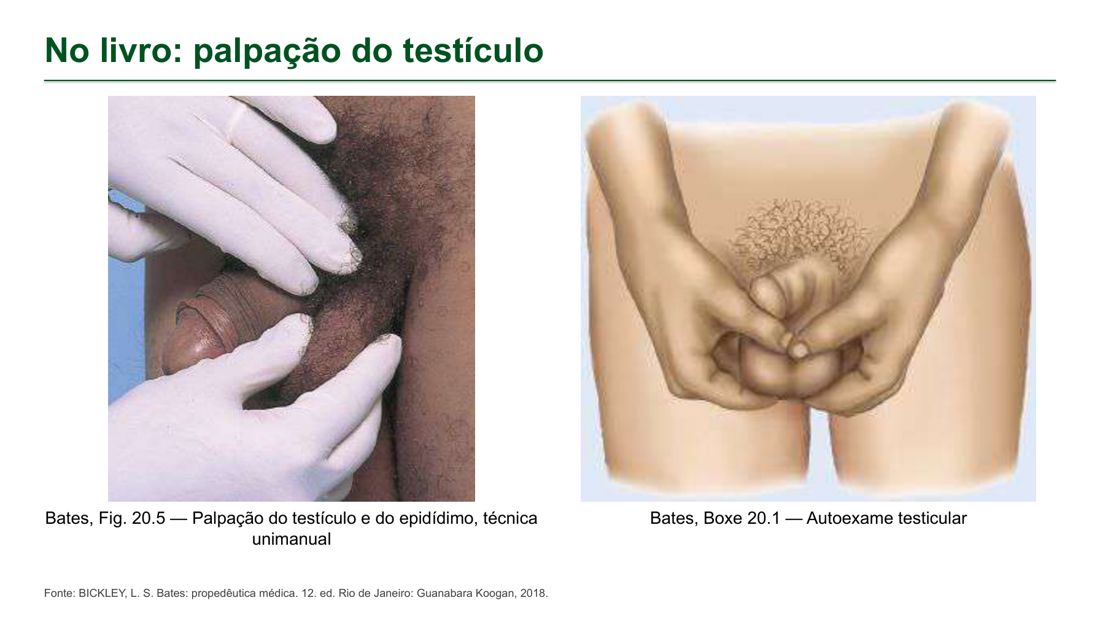 No livro: palpação do testículo
Bates, Fig. 20.5 — Palpação do testículo e do epidídimo, técnica
unimanual
Bates, Boxe 20.1 — Autoexame testicular
Fonte: BICKLEY, L. S. Bates: propedêutica médica. 12. ed. Rio de Janeiro: Guanabara Koogan, 2018.